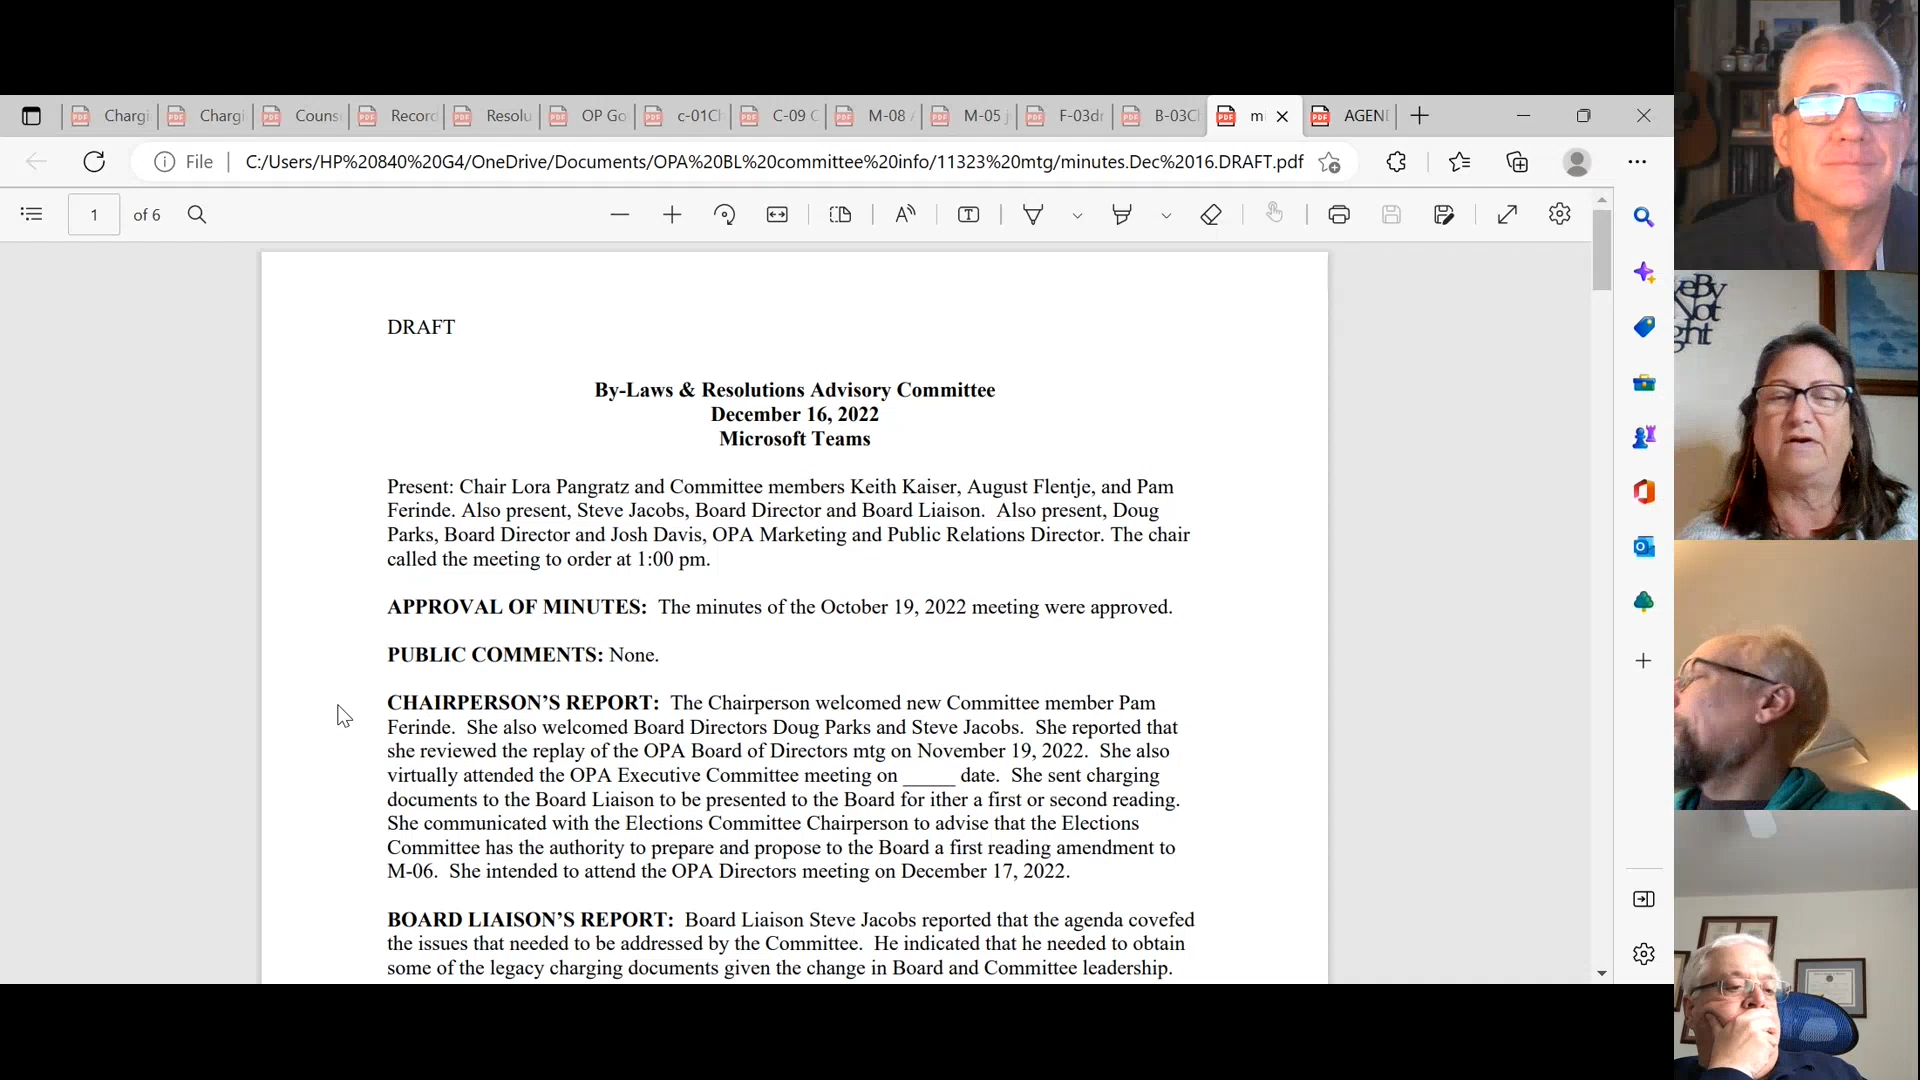 Chargi
Chargi
Couns
Record
Resolu
OP Go
c-01Ch
C-09 C
M-08
M-05
F-03dr
B-03Ch
mi
AGEND
File
C:/Users/HP%20840%20G4/OneDrive/Documents/OPA%20BL%20committee%20info/11323%20mtg/minutes.Dec%2016.DRAFT.pdf
1 of 6
DRAFT
By-Laws & Resolutions Advisory Committee
December 16, 2022
Microsoft Teams
Present: Chair Lora Pangratz and Committee members Keith Kaiser, August Flentje, and Pam
Ferinde. Also present, Steve Jacobs, Board Director and Board Liaison. Also present, Doug
Parks, Board Director and Josh Davis, OPA Marketing and Public Relations Director. The chair
called the meeting to order at 1:00 pm.
APPROVAL OF MINUTES: The minutes of the October 19, 2022 meeting were approved.
PUBLIC COMMENTS: None.
CHAIRPERSON’S REPORT: The Chairperson welcomed new Committee member Pam
Ferinde. She also welcomed Board Directors Doug Parks and Steve Jacobs. She reported that
she reviewed the replay of the OPA Board of Directors mtg on November 19, 2022. She also
virtually attended the OPA Executive Committee meeting on _____ date. She sent charging
documents to the Board Liaison to be presented to the Board for ither a first or second reading.
She communicated with the Elections Committee Chairperson to advise that the Elections
Committee has the authority to prepare and propose to the Board a first reading amendment to
M-06. She intended to attend the OPA Directors meeting on December 17, 2022.
BOARD LIAISON’S REPORT: Board Liaison Steve Jacobs reported that the agenda covefed
the issues that needed to be addressed by the Committee. He indicated that he needed to obtain
some of the legacy charging documents given the change in Board and Committee leadership.
eBy
Not
ght